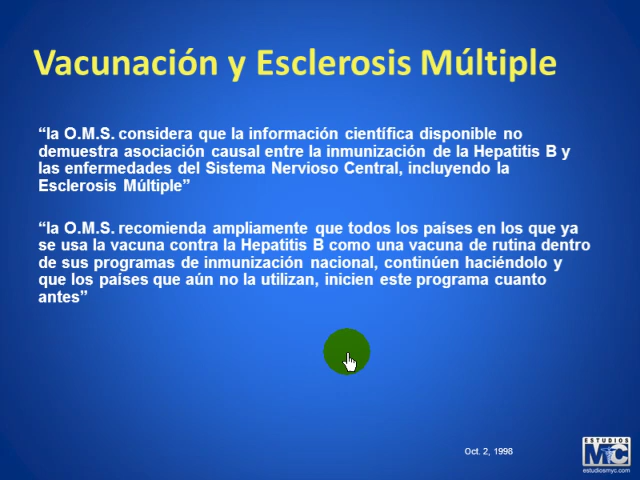 Vacunación y Esclerosis Múltiple
“la O.M.S. considera que la información científica disponible no
demuestra asociación causal entre la inmunización de la Hepatitis B y
las enfermedades del Sistema Nervioso Central, incluyendo la
Esclerosis Múltiple”
“la O.M.S. recomienda ampliamente que todos los países en los que ya
se usa la vacuna contra la Hepatitis B como una vacuna de rutina dentro
de sus programas de inmunización nacional, continúen haciéndolo y
que los países que aún no la utilizan, inicien este programa cuanto
antes”
Oct. 2, 1998
ESTUDIOS
MyC
estudiosmyc.com